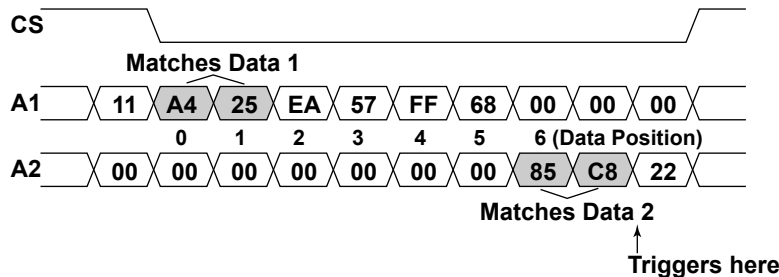 CS
Matches Data 1
A1 11 A4 25 EA 57 FF 68 00 00 00
0 1 2 3 4 5 6 (Data Position)
A2 00 00 00 00 00 00 00 85 C8 22
Matches Data 2
Triggers here